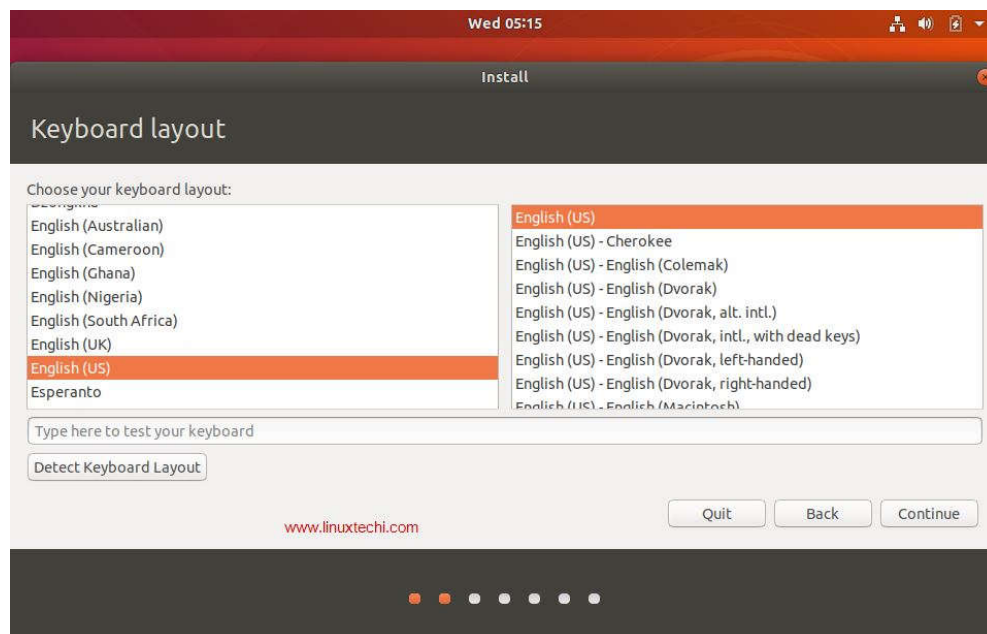 Wed 05:15
Install
Keyboard layout
Choose your keyboard layout:
English (Australian)
English (Cameroon)
English (Ghana)
English (Nigeria)
English (South Africa)
English (UK)
English (US)
Esperanto
English (US)
English (US) - Cherokee
English (US) - English (Colemak)
English (US) - English (Dvorak)
English (US) - English (Dvorak, alt. intl.)
English (US) - English (Dvorak, intl., with dead keys)
English (US) - English (Dvorak, left-handed)
English (US) - English (Dvorak, right-handed)
English (US) - English (Macintosh)
Type here to test your keyboard
Detect Keyboard Layout
Quit
Back
Continue
www.linuxtechi.com